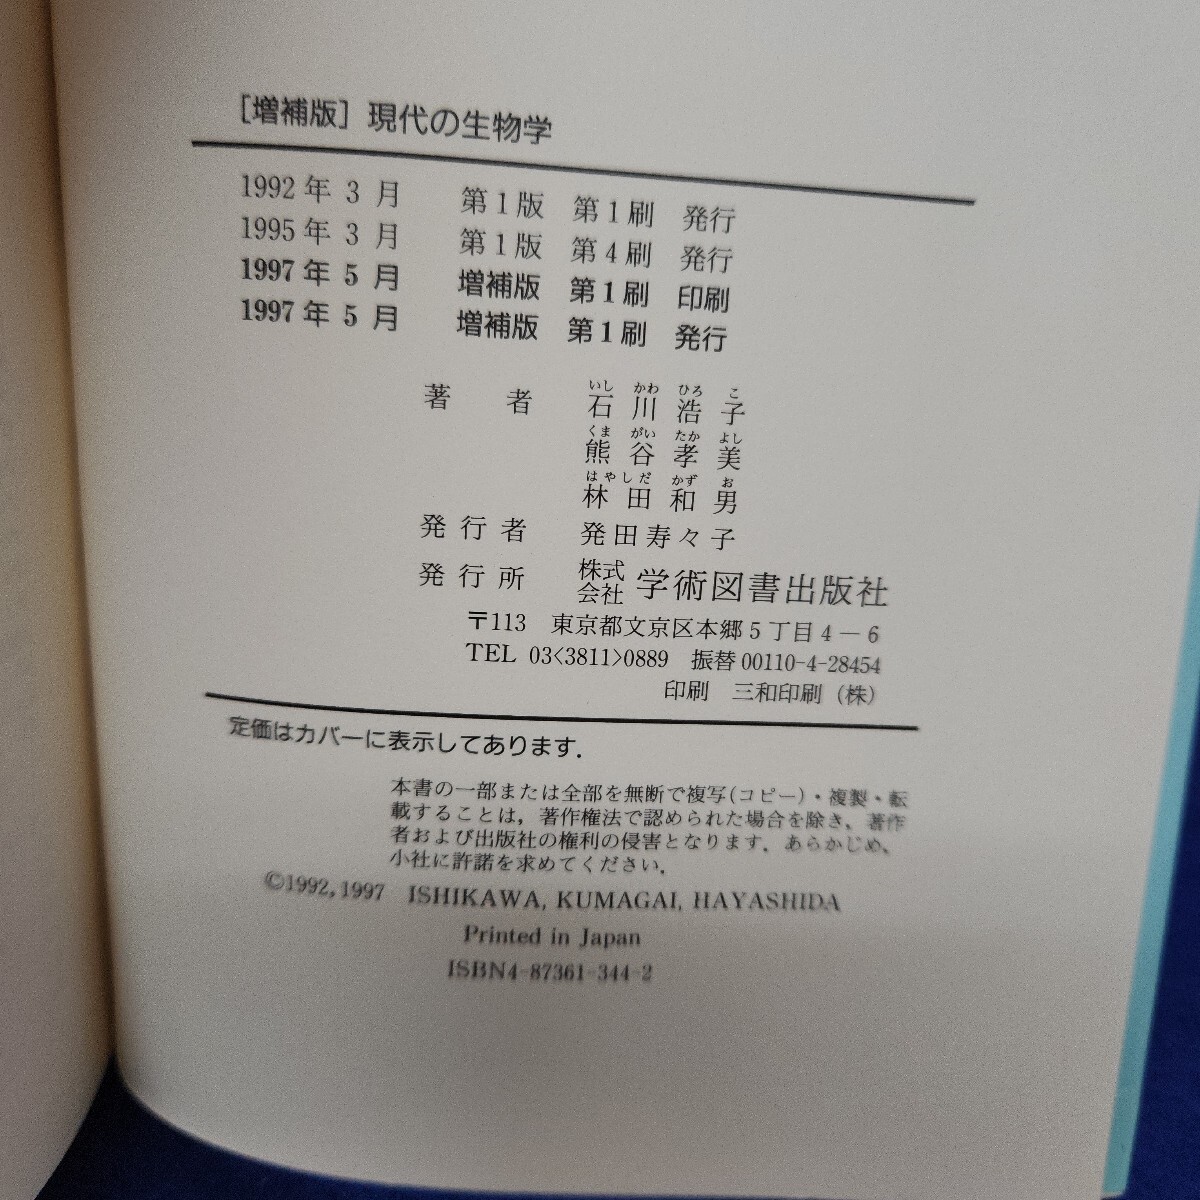 ［増補版］現代の生物学
1992年 3 月　第1版　第1刷　発行
1995年 3 月　第1版　第4刷　発行
1997年 5 月　増補版　第1刷　印刷
1997年 5 月　増補版　第1刷　発行
いし かわ ひろ こ
著　者　石川浩子
くま がい たか よし
熊谷孝美
はやしだ かず お
林田和男
発行者　発田寿々子
発行所　株式会社 学術図書出版社
〒113　東京都文京区本郷5丁目4－6
TEL 03<3811>0889　振替00110-4-28454
印刷　三和印刷（株）
定価はカバーに表示してあります．
本書の一部または全部を無断で複写(コピー)・複製・転
載することは，著作権法で認められた場合を除き，著作
者および出版社の権利の侵害となります．あらかじめ，
小社に許諾を求めてください．
©1992, 1997　ISHIKAWA, KUMAGAI, HAYASHIDA
Printed in Japan
ISBN4-87361-344-2